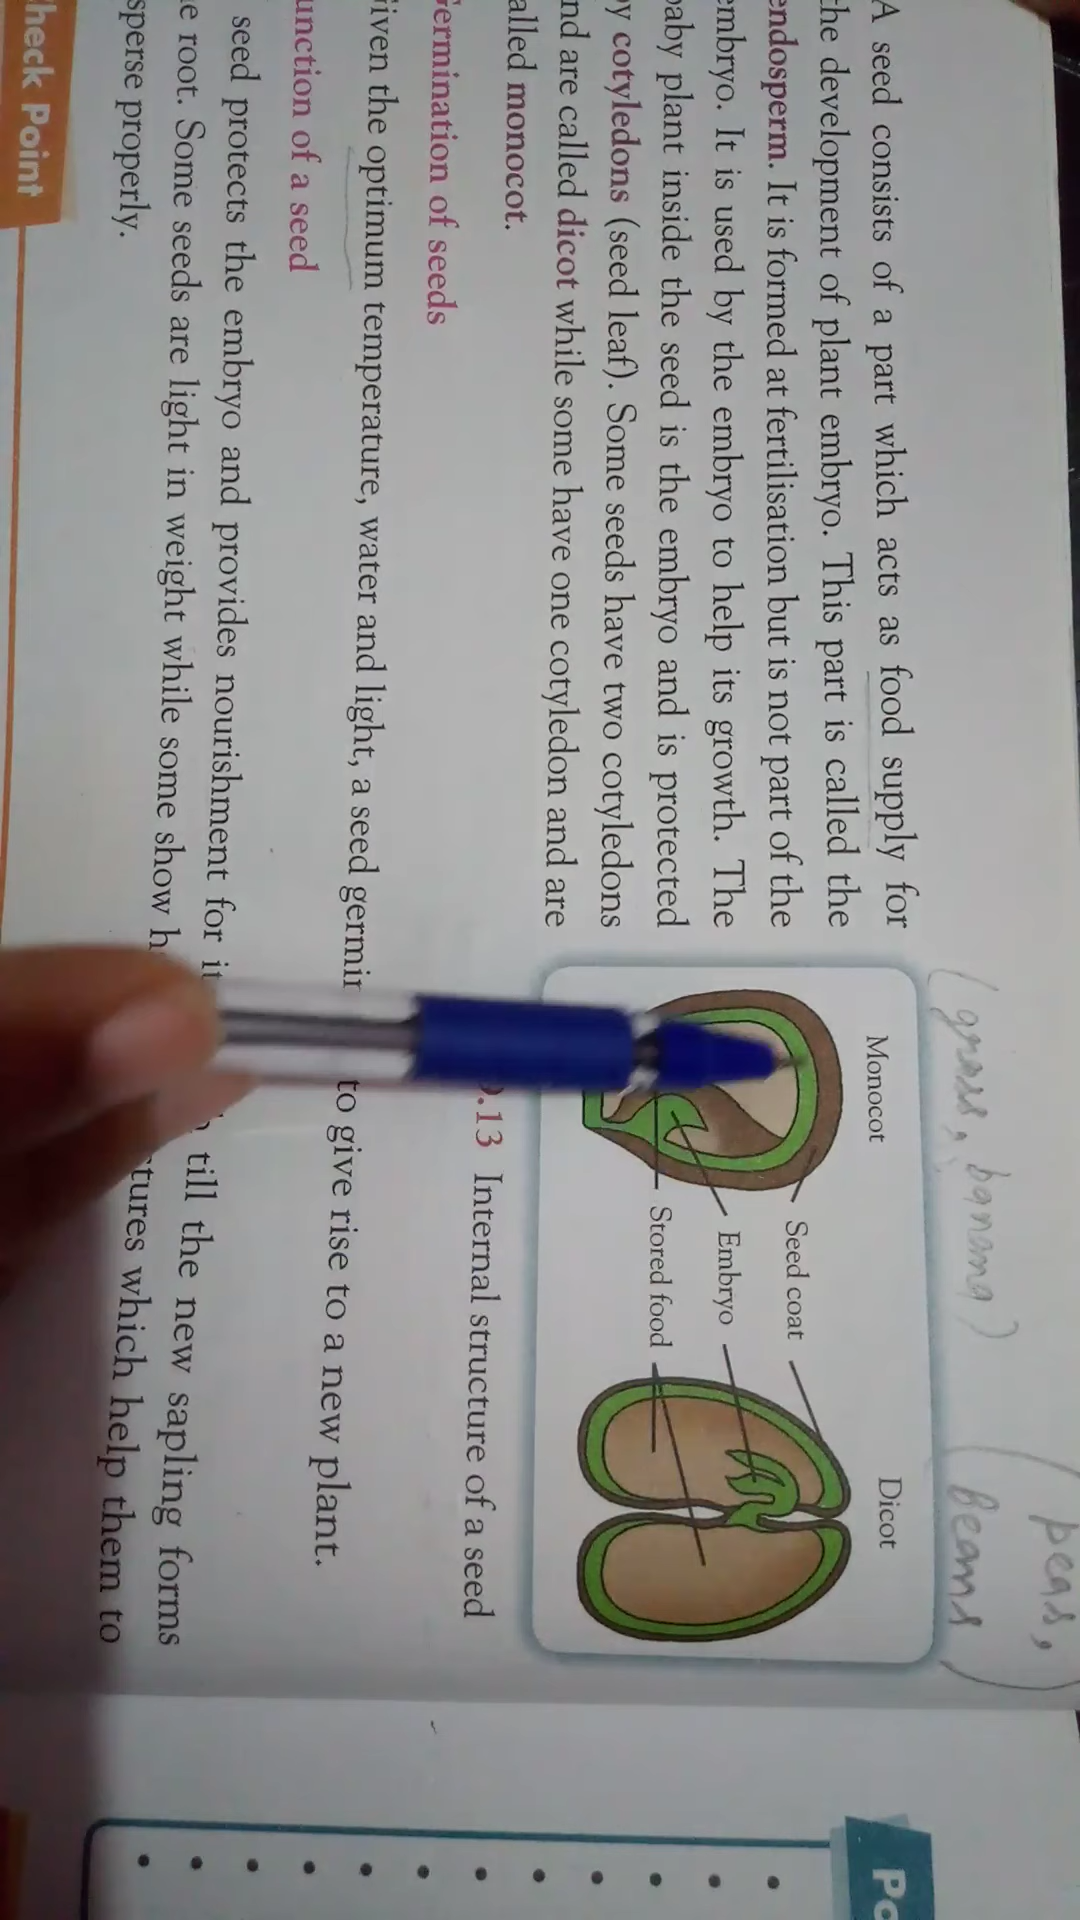 (grass, banana)
(peas,
Beans)
A seed consists of a part which acts as food supply for
the development of plant embryo. This part is called the
endosperm. It is formed at fertilisation but is not part of the
embryo. It is used by the embryo to help its growth. The
baby plant inside the seed is the embryo and is protected
by cotyledons (seed leaf). Some seeds have two cotyledons
and are called dicot while some have one cotyledon and are
called monocot.
Monocot
Dicot
Seed coat
Embryo
Stored food
.13 Internal structure of a seed
Germination of seeds
Given the optimum temperature, water and light, a seed germin to give rise to a new plant.
unction of a seed
seed protects the embryo and provides nourishment for it till the new sapling forms
e root. Some seeds are light in weight while some show h tures which help them to
sperse properly.
heck Point
Po